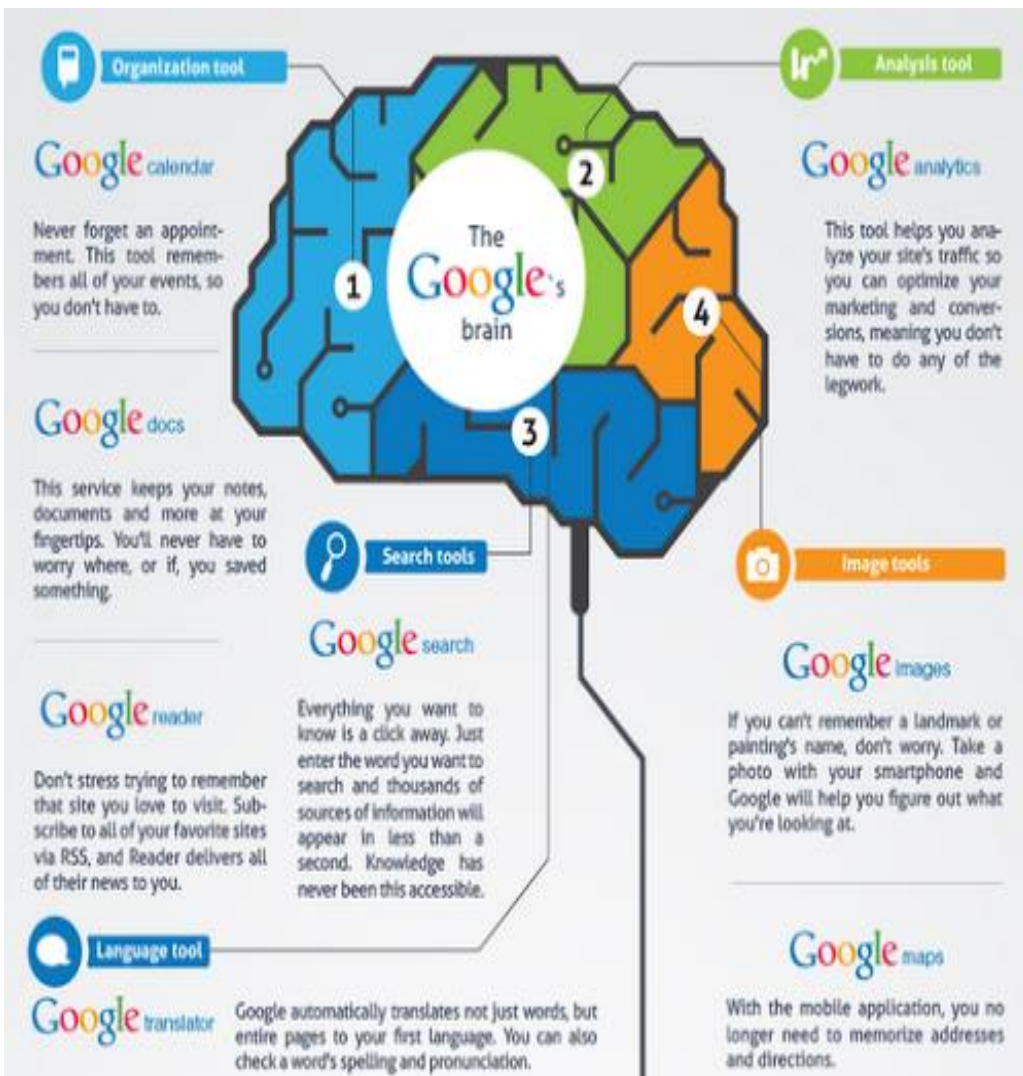 Organization tool
Google calendar
Never forget an appoint-
ment. This tool remem-
bers all of your events, so
you don't have to.
Google docs
This service keeps your notes,
documents and more at your
fingertips. You'll never have to
worry where, or if, you saved
something.
Google reader
Don't stress trying to remember
that site you love to visit. Sub-
scribe to all of your favorite sites
via RSS, and Reader delivers all
of their news to you.
The
Google`s
brain
1
2
3
4
Analysis tool
Google analytics
This tool helps you ana-
lyze your site's traffic so
you can optimize your
marketing and conver-
sions, meaning you don't
have to do any of the
legwork.
Search tools
Google search
Everything you want to
know is a click away. Just
enter the word you want to
search and thousands of
sources of information will
appear in less than a
second. Knowledge has
never been this accessible.
Image tools
Google images
If you can't remember a landmark or
painting's name, don't worry. Take a
photo with your smartphone and
Google will help you figure out what
you're looking at.
Google maps
With the mobile application, you no
longer need to memorize addresses
and directions.
Language tool
Google translator
Google automatically translates not just words, but
entire pages to your first language. You can also
check a word's spelling and pronunciation.